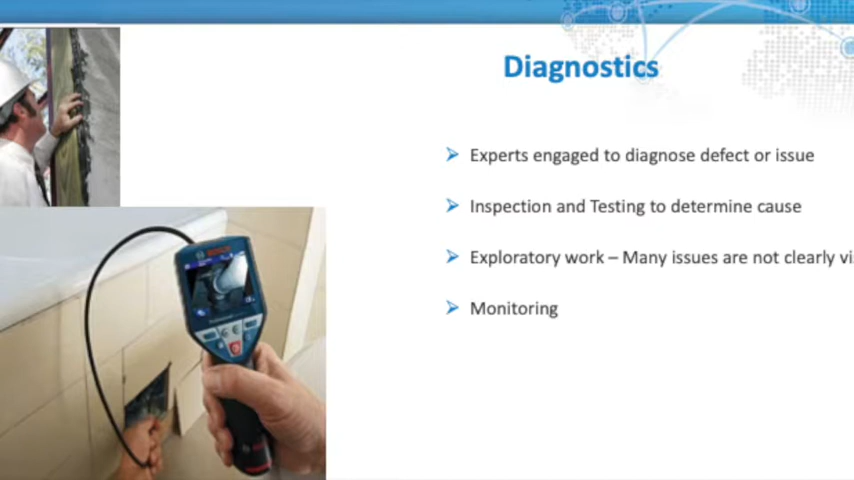 Diagnostics
Experts engaged to diagnose defect or issue
Inspection and Testing to determine cause
Exploratory work – Many issues are not clearly
Monitoring
BOSCH